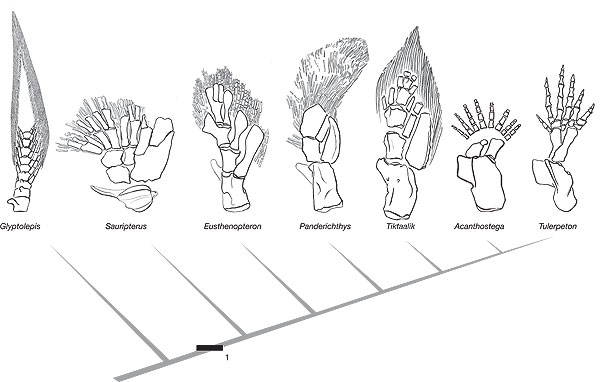 Glyptolepis Sauripterus Eusthenopteron Panderichthys Tiktaalik Acanthostega Tulerpeton
1